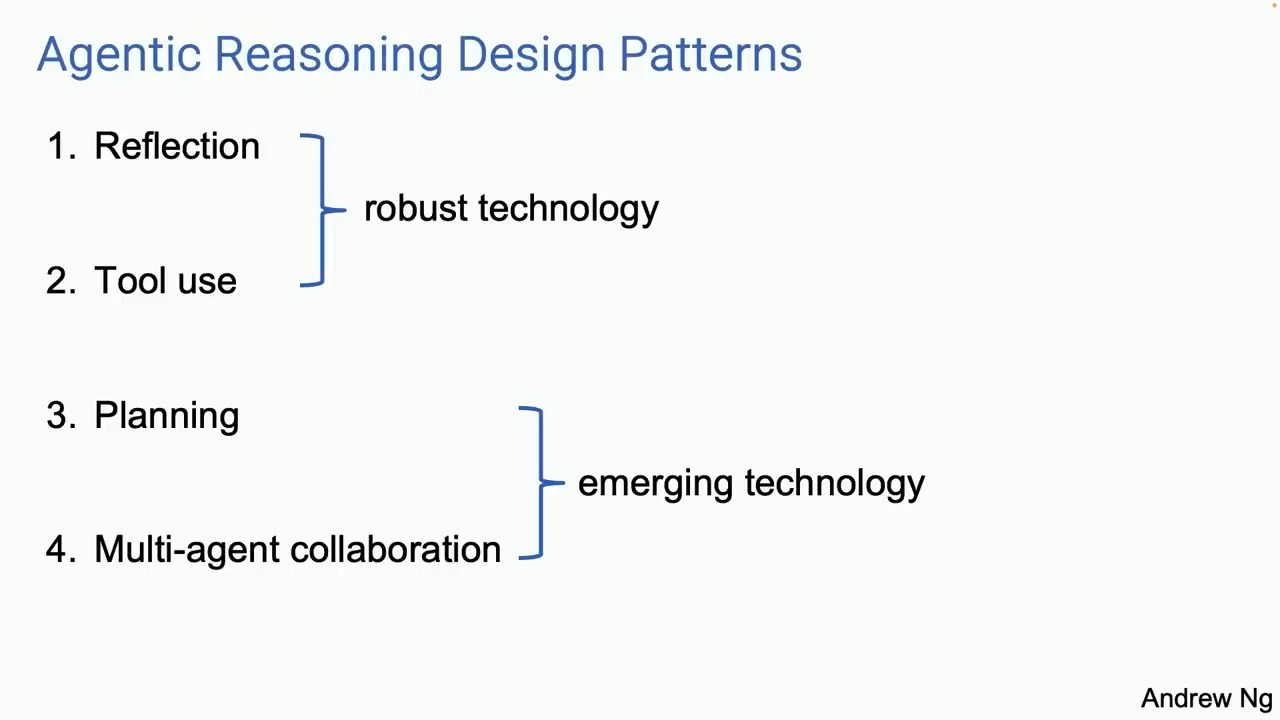 Agentic Reasoning Design Patterns
1. Reflection
robust technology
2. Tool use
3. Planning
emerging technology
4. Multi-agent collaboration
Andrew Ng